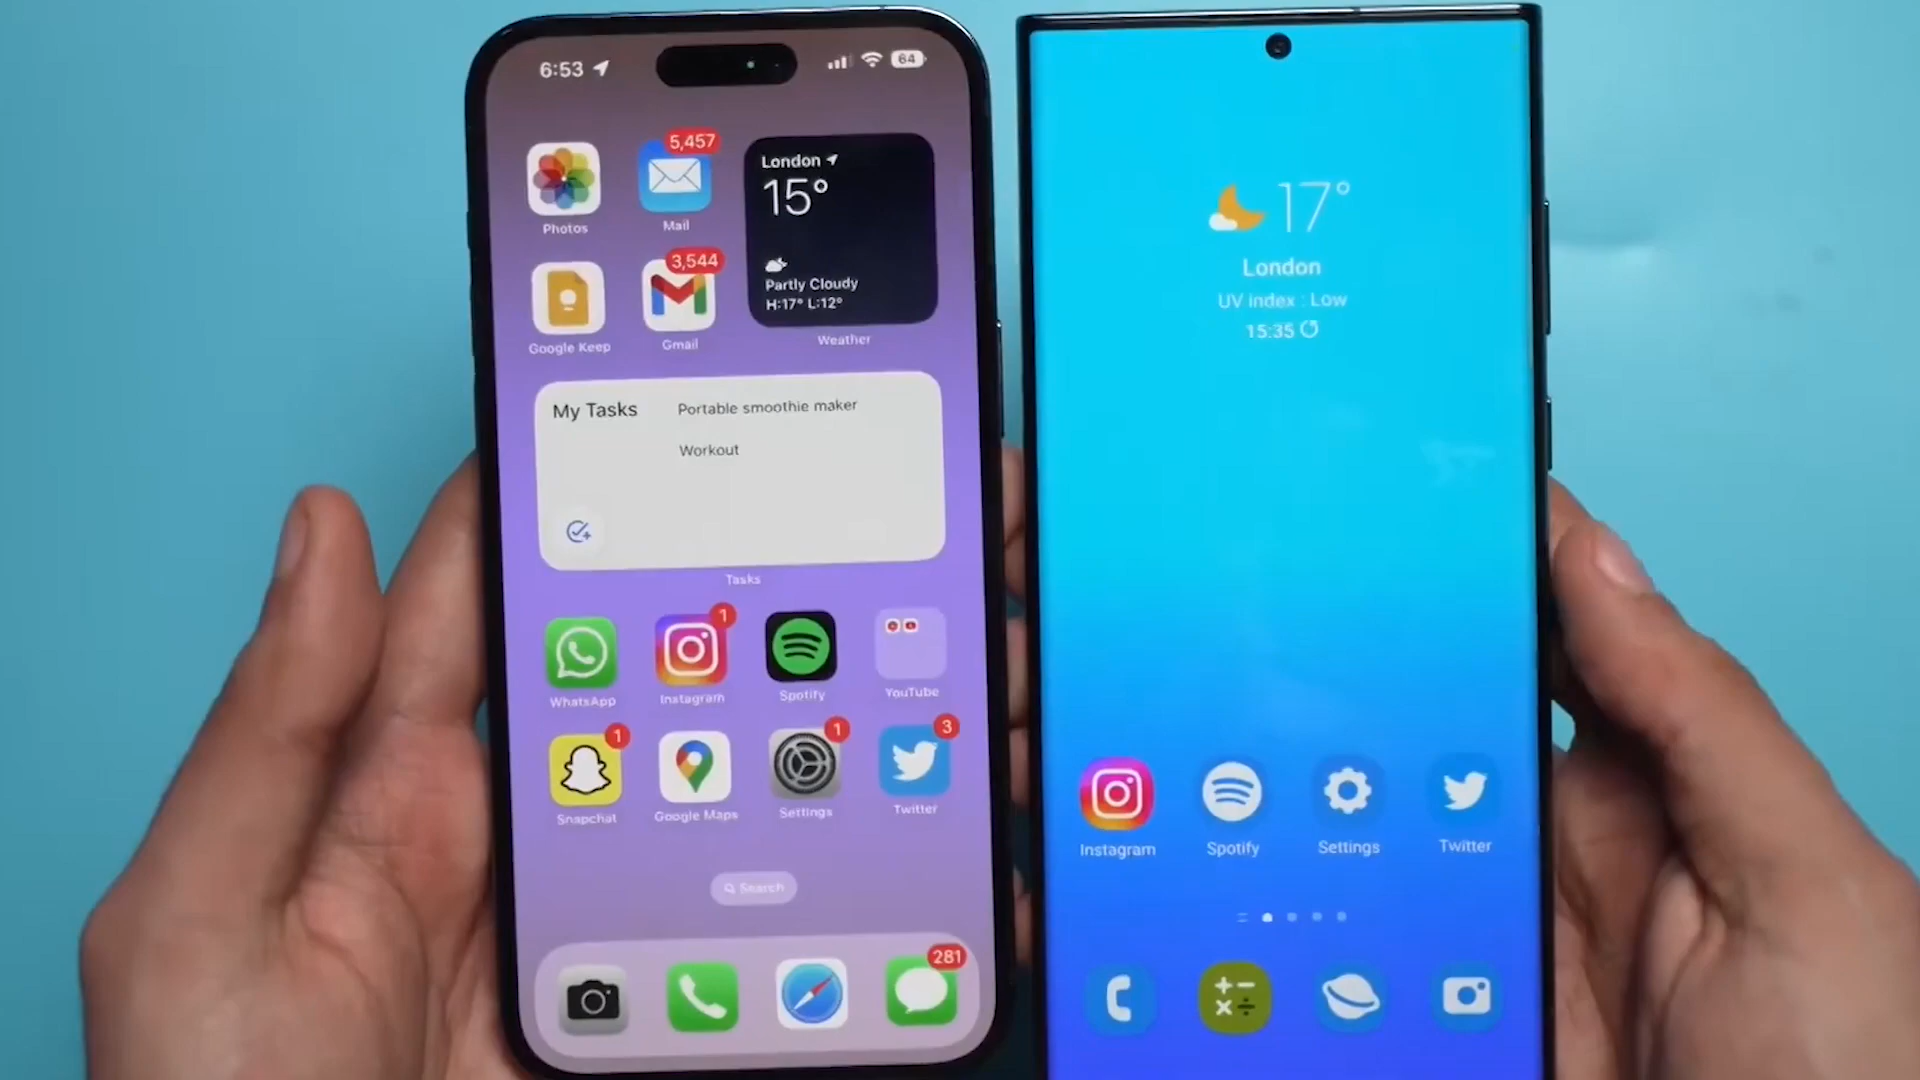 6:53
64
5,457
Photos
Mail
London
15°
Partly Cloudy
H:17° L:12°
Weather
3,544
Google Keep
Gmail
My Tasks
Portable smoothie maker
Workout
Tasks
1
WhatsApp
Instagram
Spotify
YouTube
1
1
3
Snapchat
Google Maps
Settings
Twitter
Search
281
17°
London
UV index : Low
15:35
Instagram
Spotify
Settings
Twitter